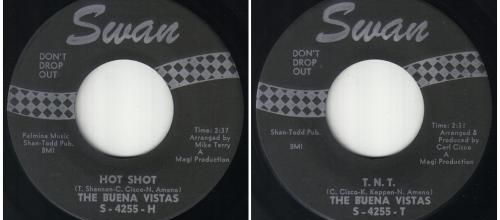 Swan
DON'T
DROP
OUT
Palmina Music
Shan-Todd Pub.
BMI
Time: 2:37
Arranged by
Mike Terry
A
Magi Production
HOT SHOT
(T. Shannon-C. Cisco-N. Amona)
THE BUENA VISTAS
S-4255-H
Swan
DON'T
DROP
OUT
Shan-Todd Pub.
BMI
Time: 2:31
Arranged &
Produced by
Carl Cisco
A
Magi Production
T. N. T.
(C. Cisco-K. Keppen-N. Amona)
THE BUENA VISTAS
S-4255-T